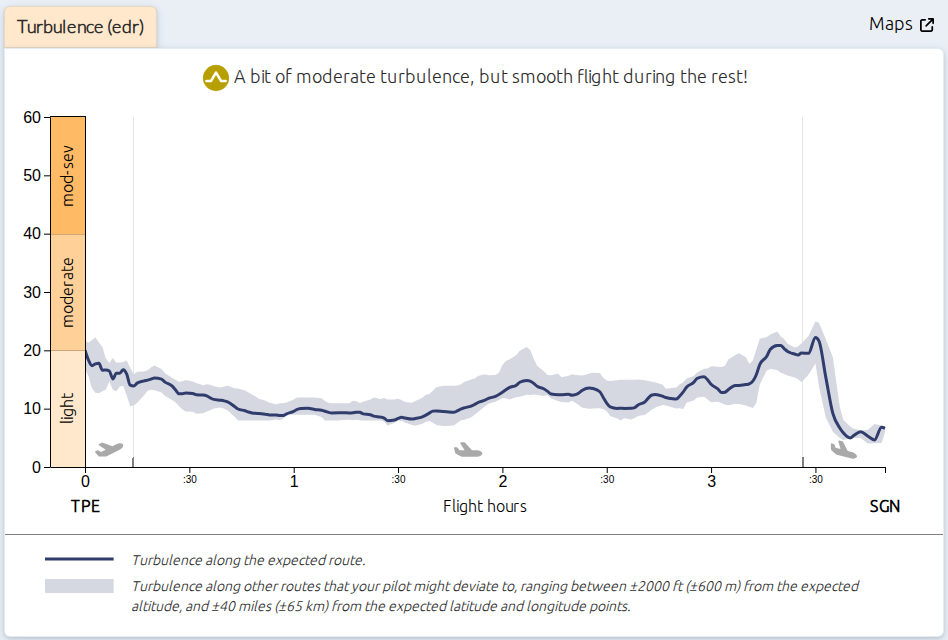 Turbulence (edr)
Maps
A bit of moderate turbulence, but smooth flight during the rest!
60
50
40
30
20
10
0
mod-sev
moderate
light
0
:30
1
:30
2
:30
3
:30
TPE
Flight hours
SGN
Turbulence along the expected route.
Turbulence along other routes that your pilot might deviate to, ranging between ±2000 ft (±600 m) from the expected
altitude, and ±40 miles (±65 km) from the expected latitude and longitude points.